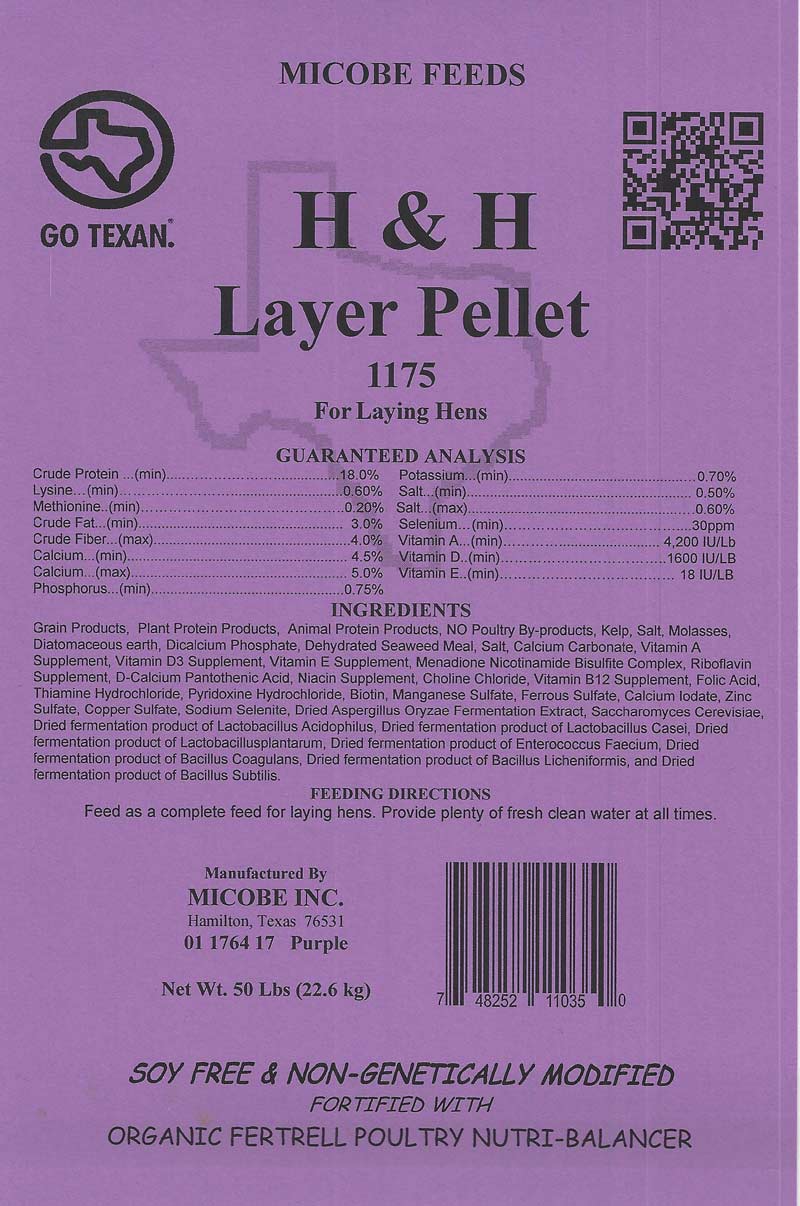 MICOBE FEEDS
GO TEXAN.®
H & H
Layer Pellet
1175
For Laying Hens
GUARANTEED ANALYSIS
Crude Protein ...(min)..........18.0%
Lysine...(min)..........0.60%
Methionine..(min)..........0.20%
Crude Fat...(min).......... 3.0%
Crude Fiber...(max)..........4.0%
Calcium...(min).......... 4.5%
Calcium...(max).......... 5.0%
Phosphorus...(min)..........0.75%
Potassium...(min)..........0.70%
Salt...(min).......... 0.50%
Salt...(max).......... 0.60%
Selenium...(min)..........30ppm
Vitamin A...(min).......... 4,200 IU/Lb
Vitamin D..(min).......... 1600 IU/LB
Vitamin E..(min).......... 18 IU/LB
INGREDIENTS
Grain Products, Plant Protein Products, Animal Protein Products, NO Poultry By-products, Kelp, Salt, Molasses,
Diatomaceous earth, Dicalcium Phosphate, Dehydrated Seaweed Meal, Salt, Calcium Carbonate, Vitamin A
Supplement, Vitamin D3 Supplement, Vitamin E Supplement, Menadione Nicotinamide Bisulfite Complex, Riboflavin
Supplement, D-Calcium Pantothenic Acid, Niacin Supplement, Choline Chloride, Vitamin B12 Supplement, Folic Acid,
Thiamine Hydrochloride, Pyridoxine Hydrochloride, Biotin, Manganese Sulfate, Ferrous Sulfate, Calcium Iodate, Zinc
Sulfate, Copper Sulfate, Sodium Selenite, Dried Aspergillus Oryzae Fermentation Extract, Saccharomyces Cerevisiae,
Dried fermentation product of Lactobacillus Acidophilus, Dried fermentation product of Lactobacillus Casei, Dried
fermentation product of Lactobacillusplantarum, Dried fermentation product of Enterococcus Faecium, Dried
fermentation product of Bacillus Coagulans, Dried fermentation product of Bacillus Licheniformis, and Dried
fermentation product of Bacillus Subtilis.
FEEDING DIRECTIONS
Feed as a complete feed for laying hens. Provide plenty of fresh clean water at all times.
Manufactured By
MICOBE INC.
Hamilton, Texas 76531
01 1764 17 Purple
Net Wt. 50 Lbs (22.6 kg)
7 48252 11035 0
SOY FREE & NON-GENETICALLY MODIFIED
FORTIFIED WITH
ORGANIC FERTRELL POULTRY NUTRI-BALANCER